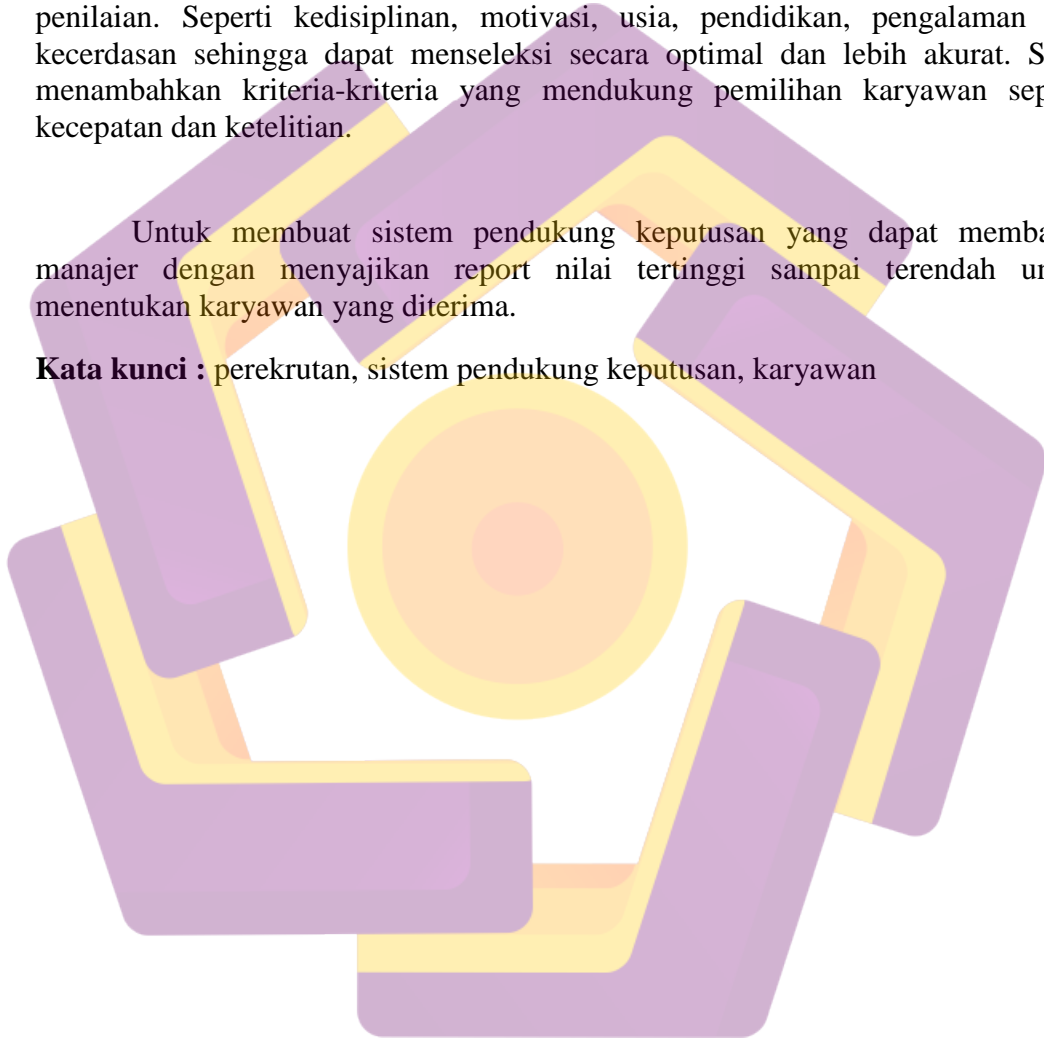 penilaian. Seperti kedisiplinan, motivasi, usia, pendidikan, pengalaman
kecerdasan sehingga dapat menseleksi secara optimal dan lebih akurat. S
menambahkan kriteria-kriteria yang mendukung pemilihan karyawan sep
kecepatan dan ketelitian.
Untuk membuat sistem pendukung keputusan yang dapat memba
manajer dengan menyajikan report nilai tertinggi sampai terendah un
menentukan karyawan yang diterima.
Kata kunci : perekrutan, sistem pendukung keputusan, karyawan